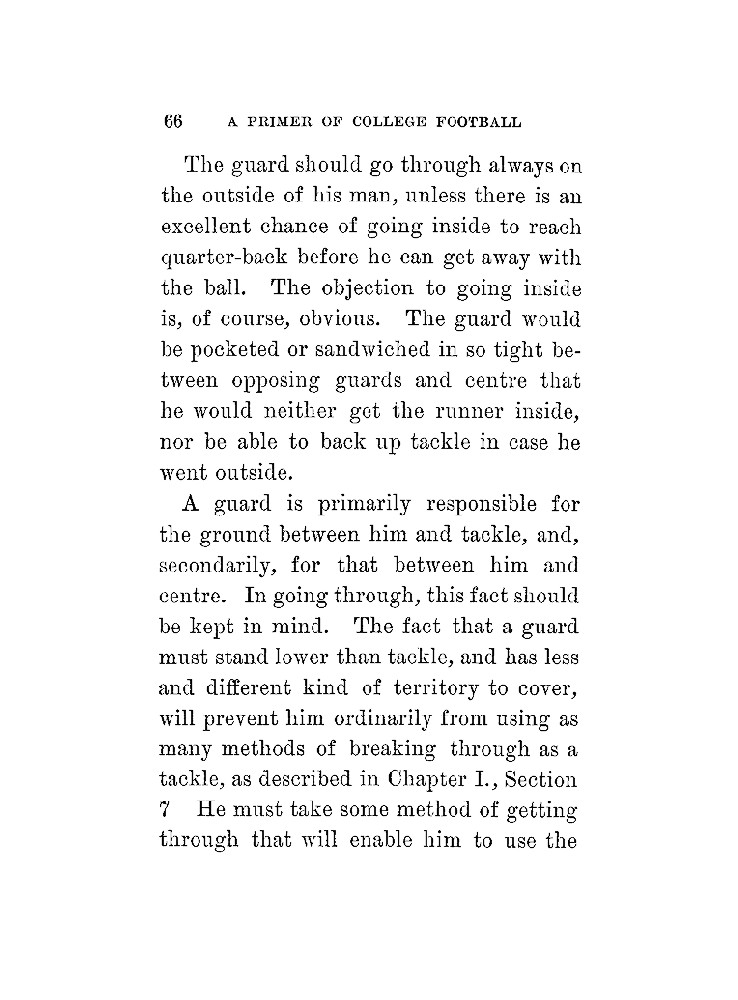 66 A PRIMER OF COLLEGE FOOTBALL
The guard should go through always on
the outside of his man, unless there is an
excellent chance of going inside to reach
quarter-back before he can get away with
the ball. The objection to going inside
is, of course, obvious. The guard would
be pocketed or sandwiched in so tight be-
tween opposing guards and centre that
he would neither get the runner inside,
nor be able to back up tackle in case he
went outside.
A guard is primarily responsible for
the ground between him and tackle, and,
secondarily, for that between him and
centre. In going through, this fact should
be kept in mind. The fact that a guard
must stand lower than tackle, and has less
and different kind of territory to cover,
will prevent him ordinarily from using as
many methods of breaking through as a
tackle, as described in Chapter I., Section
7 He must take some method of getting
through that will enable him to use the